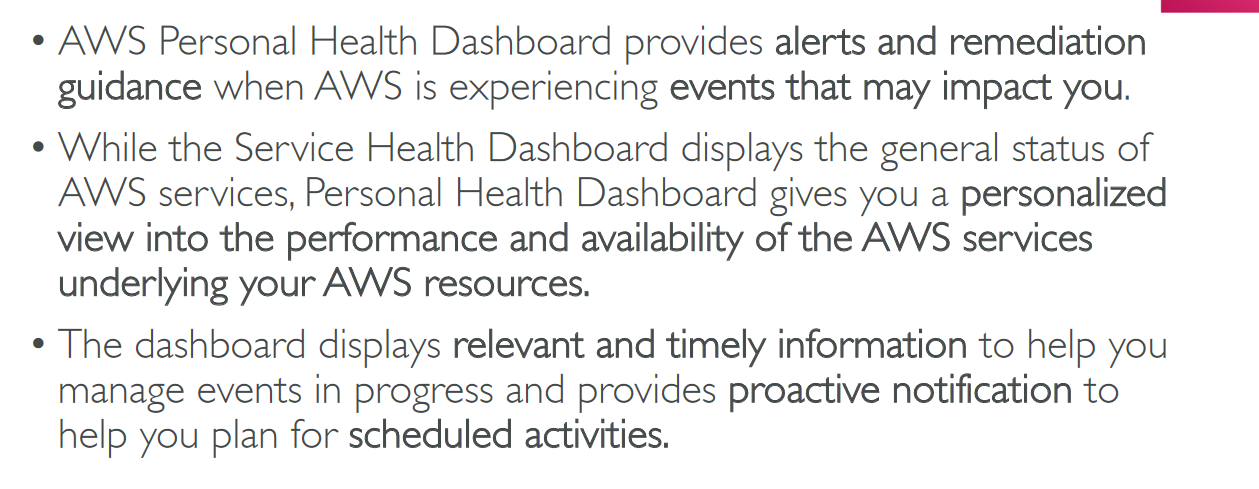 • AWS Personal Health Dashboard provides alerts and remediation
guidance when AWS is experiencing events that may impact you.
• While the Service Health Dashboard displays the general status of
AWS services, Personal Health Dashboard gives you a personalized
view into the performance and availability of the AWS services
underlying your AWS resources.
• The dashboard displays relevant and timely information to help you
manage events in progress and provides proactive notification to
help you plan for scheduled activities.